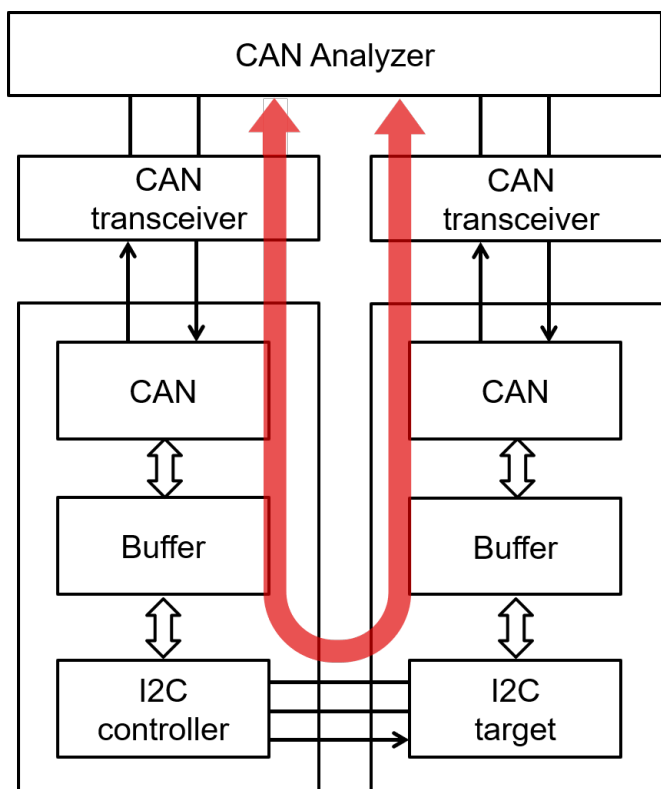 CAN Analyzer
CAN
transceiver
CAN
transceiver
CAN
CAN
Buffer
Buffer
I2C
controller
I2C
target